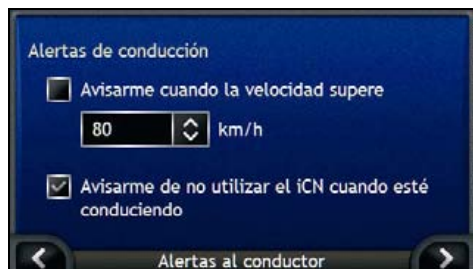 Alertas de conducción
Avisarme cuando la velocidad supere
80 km/h
Avisarme de no utilizar el iCN cuando esté
conduciendo
Alertas al conductor